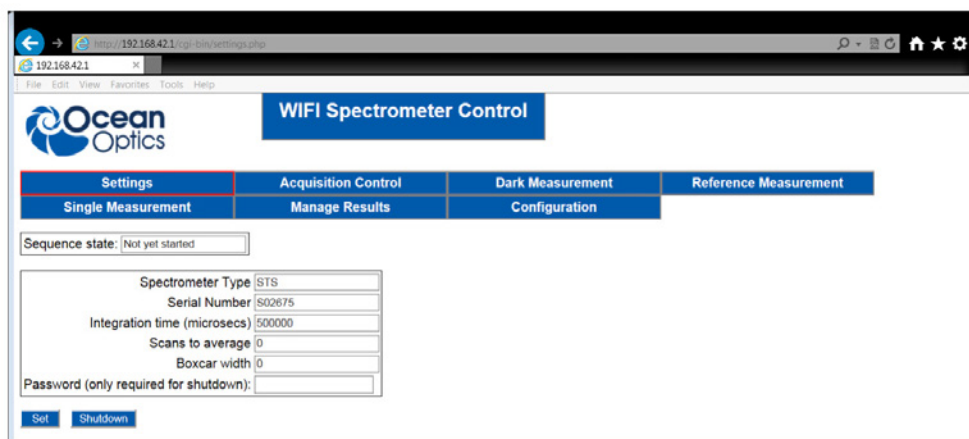 http://192.168.42.1/cgi-bin/settings.php
192.168.42.1
File Edit View Favorites Tools Help
Ocean
Optics
WIFI Spectrometer Control
Settings Acquisition Control Dark Measurement Reference Measurement
Single Measurement Manage Results Configuration
Sequence state: Not yet started
Spectrometer Type STS
Serial Number S02675
Integration time (microsecs) 500000
Scans to average 0
Boxcar width 0
Password (only required for shutdown):
Set Shutdown